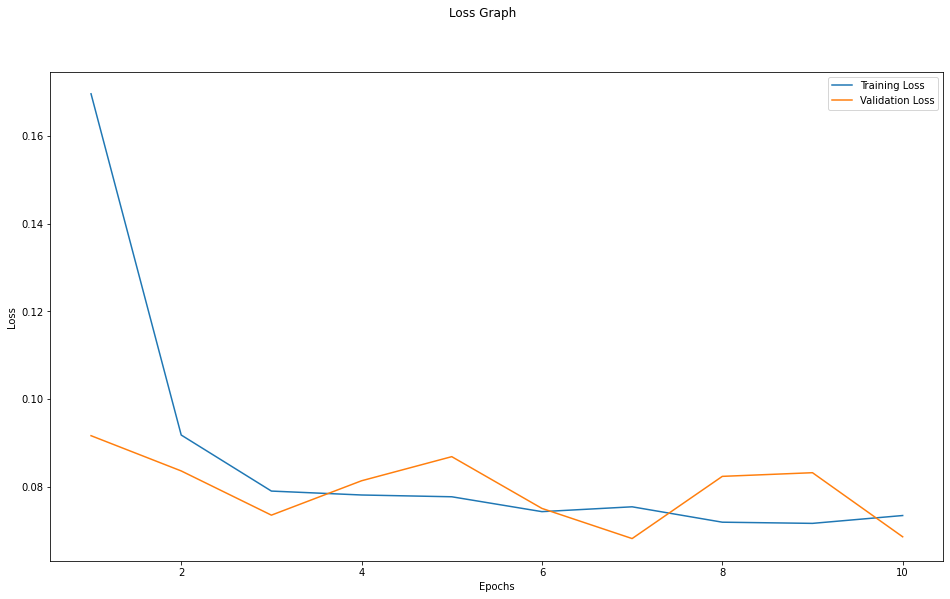 Loss Graph
Training Loss
Validation Loss
0.16
0.14
0.12
0.10
0.08
Loss
2
4
6
8
10
Epochs